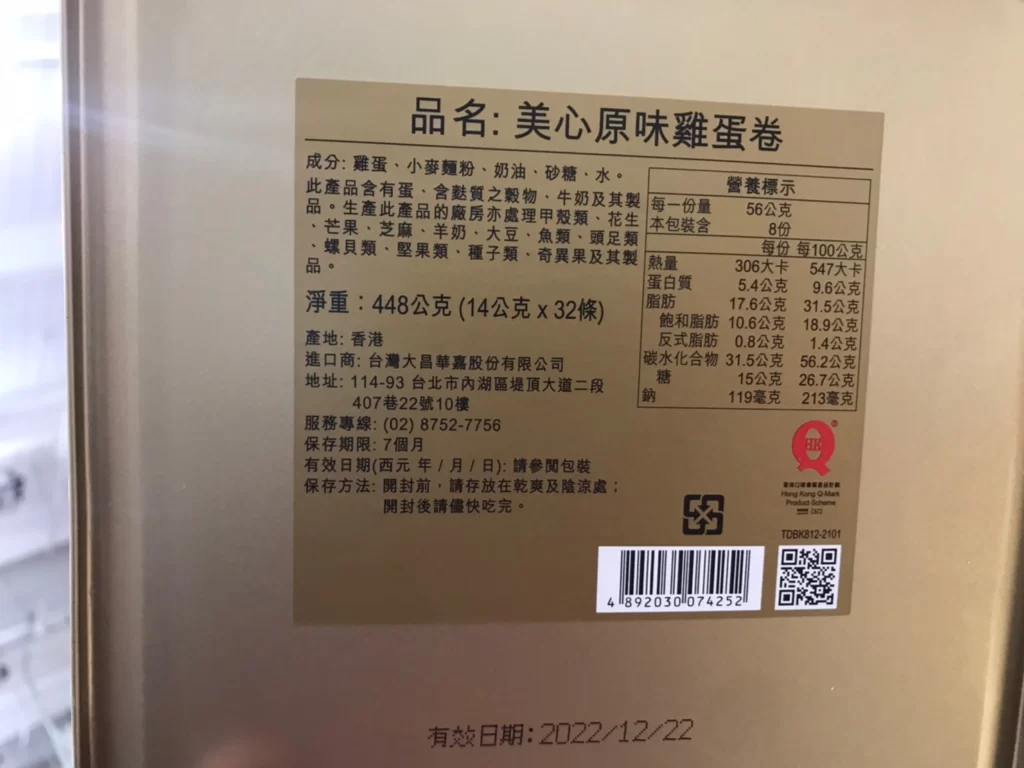 品名: 美心原味雞蛋卷
成分: 雞蛋、小麥麵粉、奶油、砂糖、水。
此產品含有蛋、含麩質之穀物、牛奶及其製
品。生產此產品的廠房亦處理甲殼類、花生
、芒果、芝麻、羊奶、大豆、魚類、頭足類
、螺貝類、堅果類、種子類、奇異果及其製
品。
淨重：448公克 (14公克 x 32條)
產地: 香港
進口商: 台灣大昌華嘉股份有限公司
地址: 114-93 台北市內湖區堤頂大道二段
407巷22號10樓
服務專線: (02) 8752-7756
保存期限: 7個月
有效日期(西元 年 / 月 / 日): 請參閱包裝
保存方法: 開封前，請存放在乾爽及陰涼處；
開封後請儘快吃完。
營養標示
每一份量 56公克
本包裝含 8份
每份 每100公克
熱量 306大卡 547大卡
蛋白質 5.4公克 9.6公克
脂肪 17.6公克 31.5公克
飽和脂肪 10.6公克 18.9公克
反式脂肪 0.8公克 1.4公克
碳水化合物 31.5公克 56.2公克
糖 15公克 26.7公克
鈉 119毫克 213毫克
HK
Hong Kong Q-Mark
Product Scheme
TDBK812-2101
4 892030 074252
有效日期: 2022/12/22